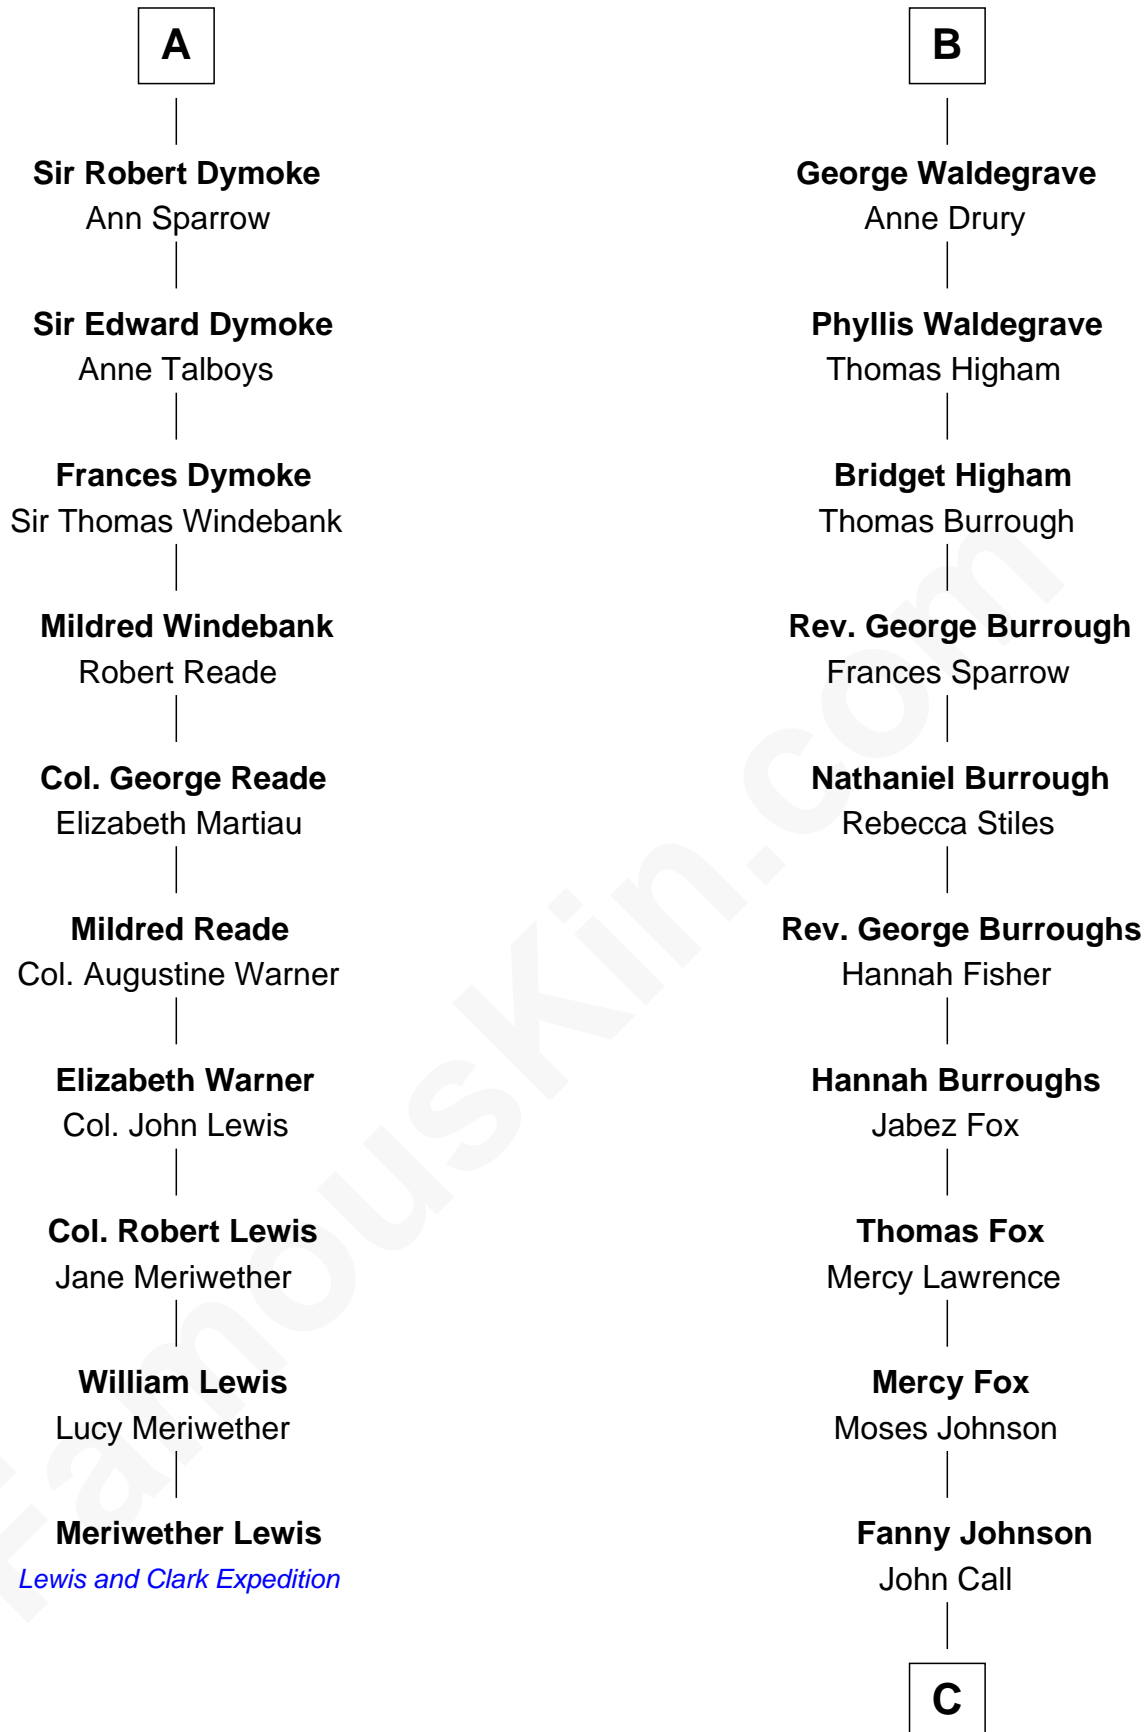 A
Sir Robert Dymoke
Ann Sparrow
Sir Edward Dymoke
Anne Talboys
Frances Dymoke
Sir Thomas Windebank
Mildred Windebank
Robert Reade
Col. George Reade
Elizabeth Martiau
Mildred Reade
Col. Augustine Warner
Elizabeth Warner
Col. John Lewis
Col. Robert Lewis
Jane Meriwether
William Lewis
Lucy Meriwether
Meriwether Lewis
Lewis and Clark Expedition
B
George Waldegrave
Anne Drury
Phyllis Waldegrave
Thomas Higham
Bridget Higham
Thomas Burrough
Rev. George Burrough
Frances Sparrow
Nathaniel Burrough
Rebecca Stiles
Rev. George Burroughs
Hannah Fisher
Hannah Burroughs
Jabez Fox
Thomas Fox
Mercy Lawrence
Mercy Fox
Moses Johnson
Fanny Johnson
John Call
C
FamousKin.com